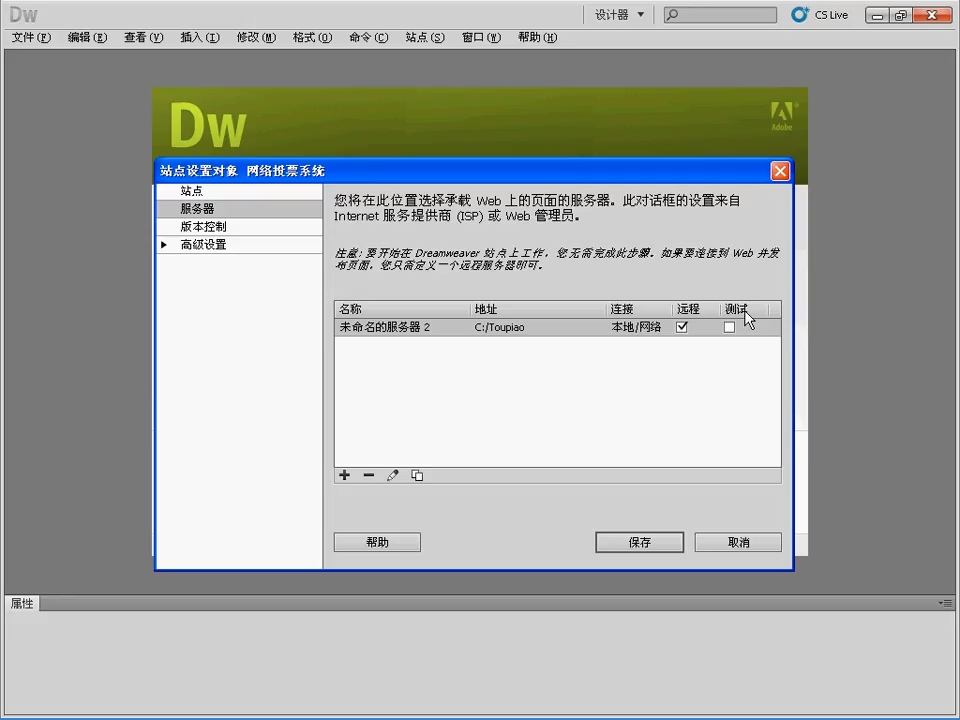 Dw
设计器
CS Live
文件(F) 编辑(E) 查看(V) 插入(I) 修改(M) 格式(O) 命令(C) 站点(S) 窗口(W) 帮助(H)
Dw
Adobe
站点设置对象 网络投票系统
站点
服务器
版本控制
高级设置
您将在此位置选择承载 Web 上的页面的服务器。此对话框的设置来自
Internet 服务提供商 (ISP) 或 Web 管理员。
注意:要开始在 Dreamweaver 站点上工作，您无需完成此步骤。如果要连接到 Web 并发
布页面，您只需定义一个远程服务器即可。
名称 地址 连接 远程 测试
未命名的服务器 2 C:/Toupiao 本地/网络
帮助 保存 取消
属性